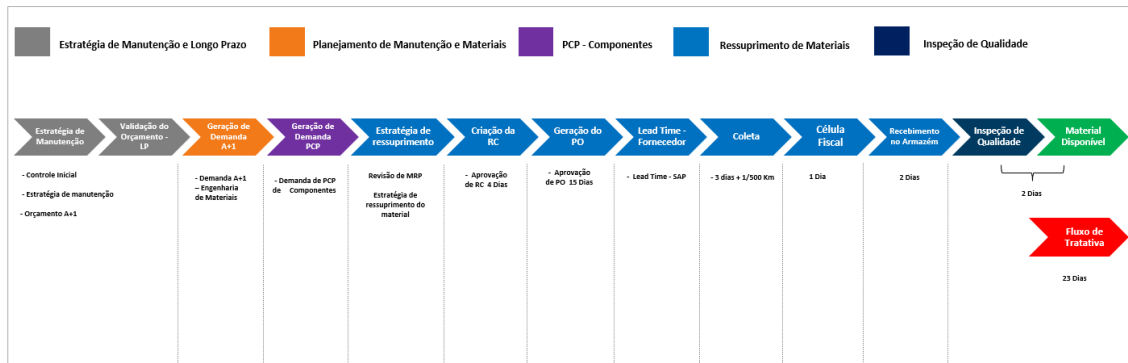 Estratégia de Manutenção e Longo Prazo
Planejamento de Manutenção e Materiais
PCP - Componentes
Ressuprimento de Materiais
Inspeção de Qualidade
Estratégia de
Manutenção
Validação do
Orçamento -
LP
Geração de
Demanda
A+1
Geração de
Demanda
PCP
Estratégia de
ressuprimento
Criação da
RC
Geração do
PO
Lead Time -
Fornecedor
Coleta
Célula
Fiscal
Recebimento
no Armazém
Inspeção de
Qualidade
Material
Disponível
- Controle Inicial
- Estratégia de manutenção
- Orçamento A+1
- Demanda A+1
– Engenharia
de Materiais
- Demanda de PCP
de Componentes
Revisão de MRP
Estratégia de
ressuprimento do
material
- Aprovação
de RC 4 Dias
- Aprovação
de PO 15 Dias
- Lead Time - SAP
- 3 dias + 1/500 Km
1 Dia
2 Dias
2 Dias
Fluxo de
Tratativa
23 Dias